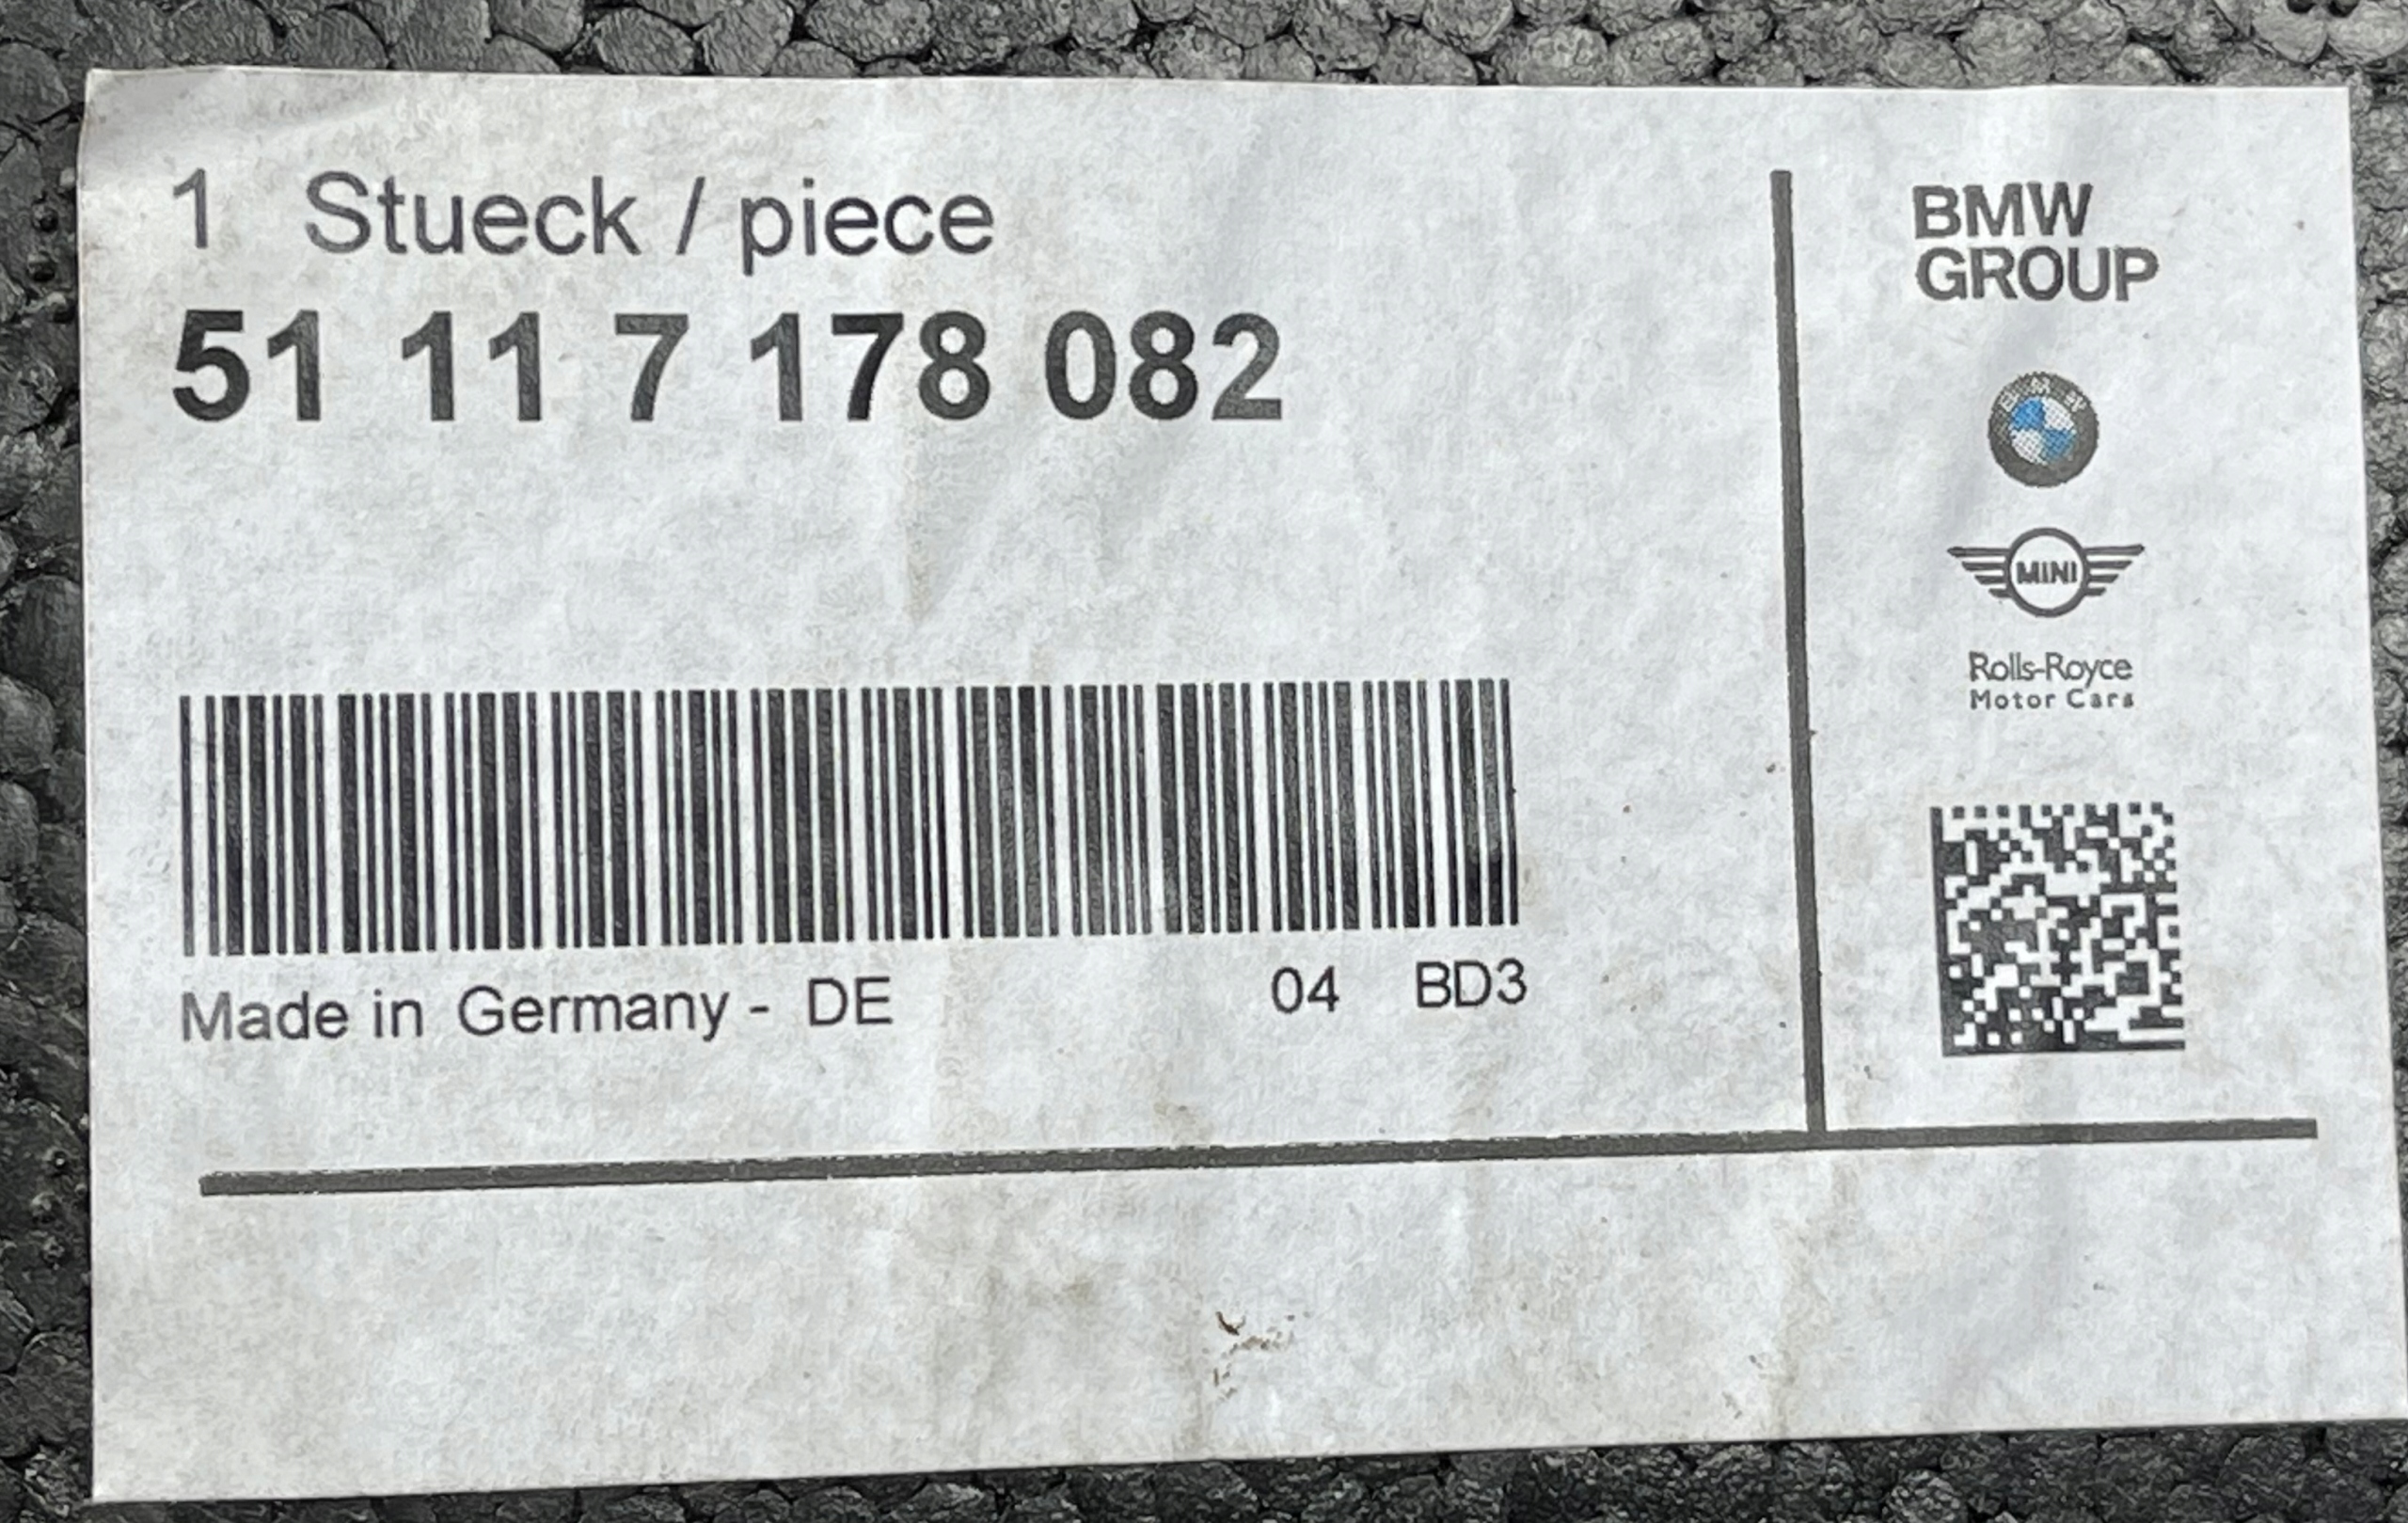 1 Stueck / piece
51 11 7 178 082
Made in Germany - DE 04 BD3
BMW
GROUP
MINI
Rolls-Royce
Motor Cars